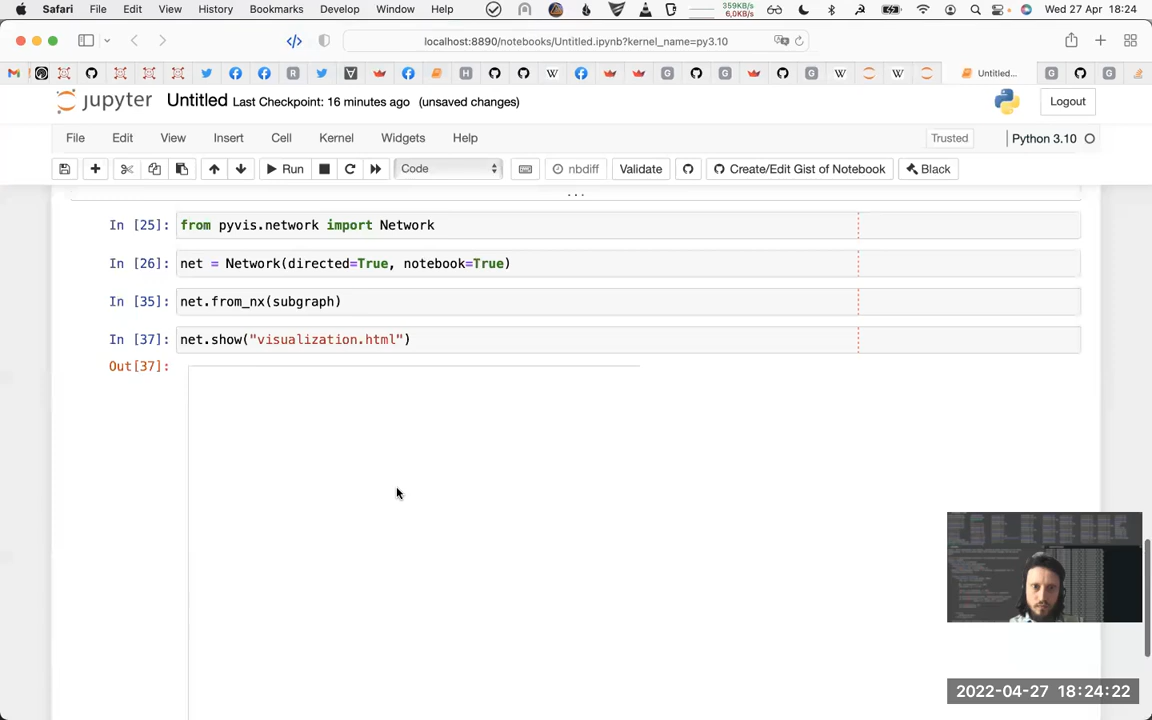 Safari File Edit View History Bookmarks Develop Window Help 359KB/s 6,0KB/s Wed 27 Apr 18:24
localhost:8890/notebooks/Untitled.ipynb?kernel_name=py3.10
Untitled...
jupyter Untitled Last Checkpoint: 16 minutes ago (unsaved changes) Logout
File Edit View Insert Cell Kernel Widgets Help Trusted Python 3.10
Run Code nbdiff Validate Create/Edit Gist of Notebook Black
...
In [25]: from pyvis.network import Network
In [26]: net = Network(directed=True, notebook=True)
In [35]: net.from_nx(subgraph)
In [37]: net.show("visualization.html")
Out[37]:
2022-04-27 18:24:22